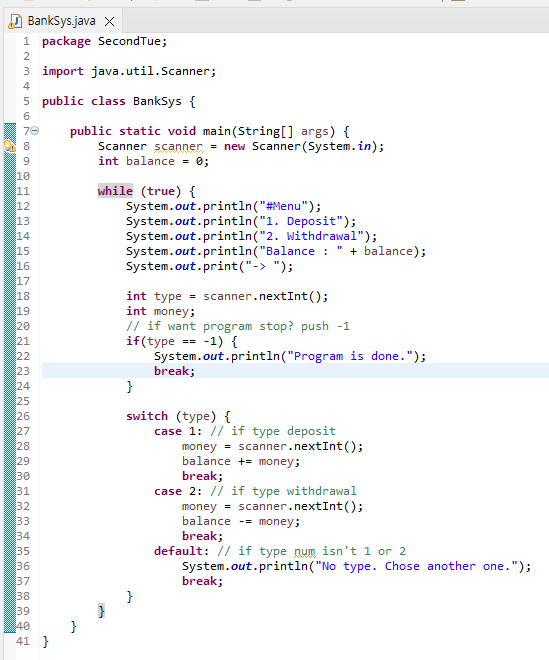 BankSys.java
1 package SecondTue;
2
3 import java.util.Scanner;
4
5 public class BankSys {
6
7 public static void main(String[] args) {
8 Scanner scanner = new Scanner(System.in);
9 int balance = 0;
10
11 while (true) {
12 System.out.println("#Menu");
13 System.out.println("1. Deposit");
14 System.out.println("2. Withdrawal");
15 System.out.println("Balance : " + balance);
16 System.out.print("-> ");
17
18 int type = scanner.nextInt();
19 int money;
20 // if want program stop? push -1
21 if(type == -1) {
22 System.out.println("Program is done.");
23 break;
24 }
25
26 switch (type) {
27 case 1: // if type deposit
28 money = scanner.nextInt();
29 balance += money;
30 break;
31 case 2: // if type withdrawal
32 money = scanner.nextInt();
33 balance -= money;
34 break;
35 default: // if type num isn't 1 or 2
36 System.out.println("No type. Chose another one.");
37 break;
38 }
39 }
40 }
41 }